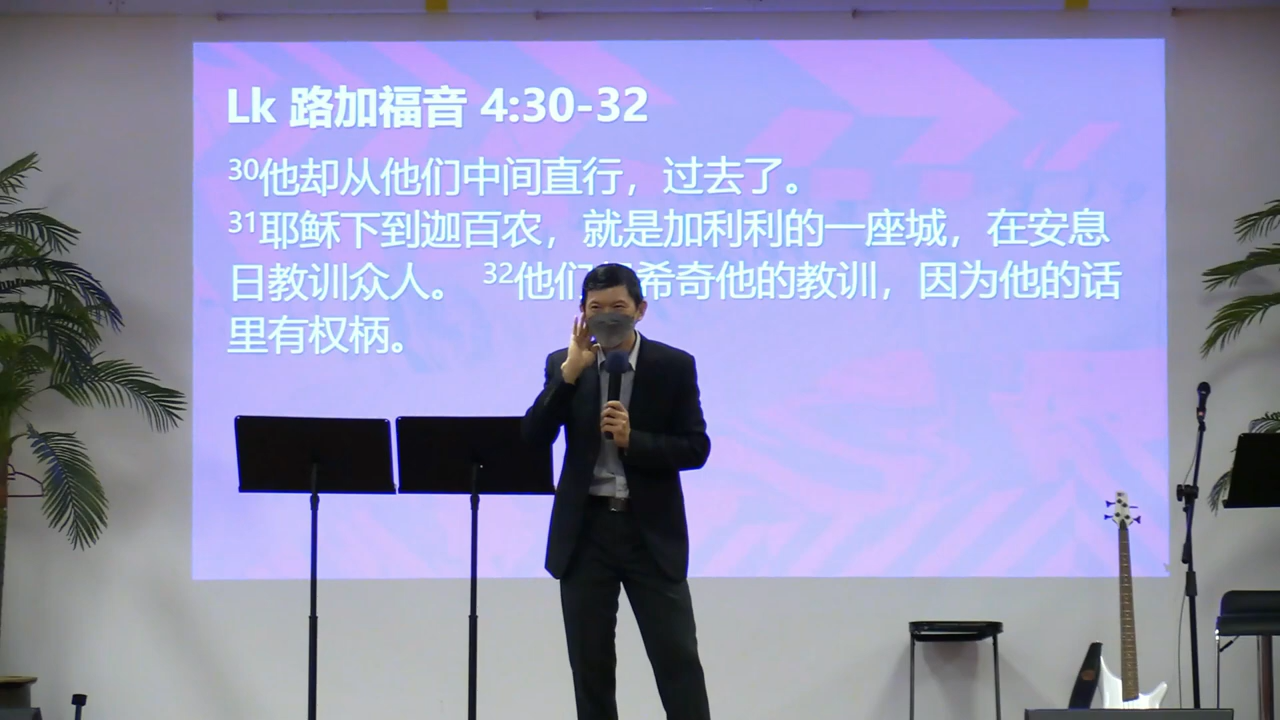 Lk 路加福音 4:30-32
30他却从他们中间直行，过去了。
31耶稣下到迦百农，就是加利利的一座城，在安息
日教训众人。 32他们 希奇他的教训，因为他的话
里有权柄。